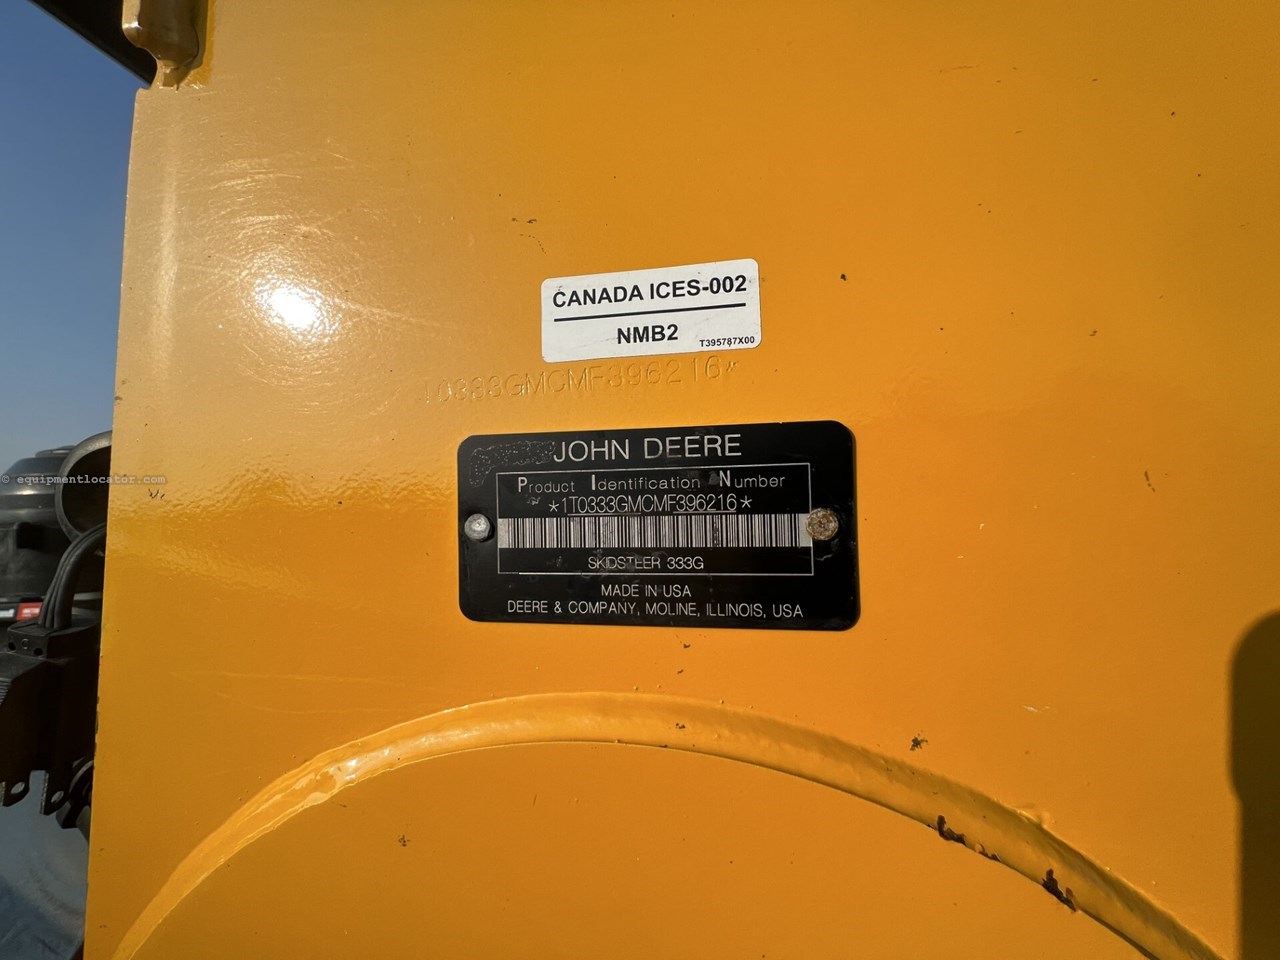 CANADA ICES-002
NMB2
T395787X00
10333GMCMF396216*
JOHN DEERE
Product Identification Number
*1T0333GMCMF396216*
SKIDSTEER 333G
MADE IN USA
DEERE & COMPANY, MOLINE, ILLINOIS, USA
© equipmentlocator.com